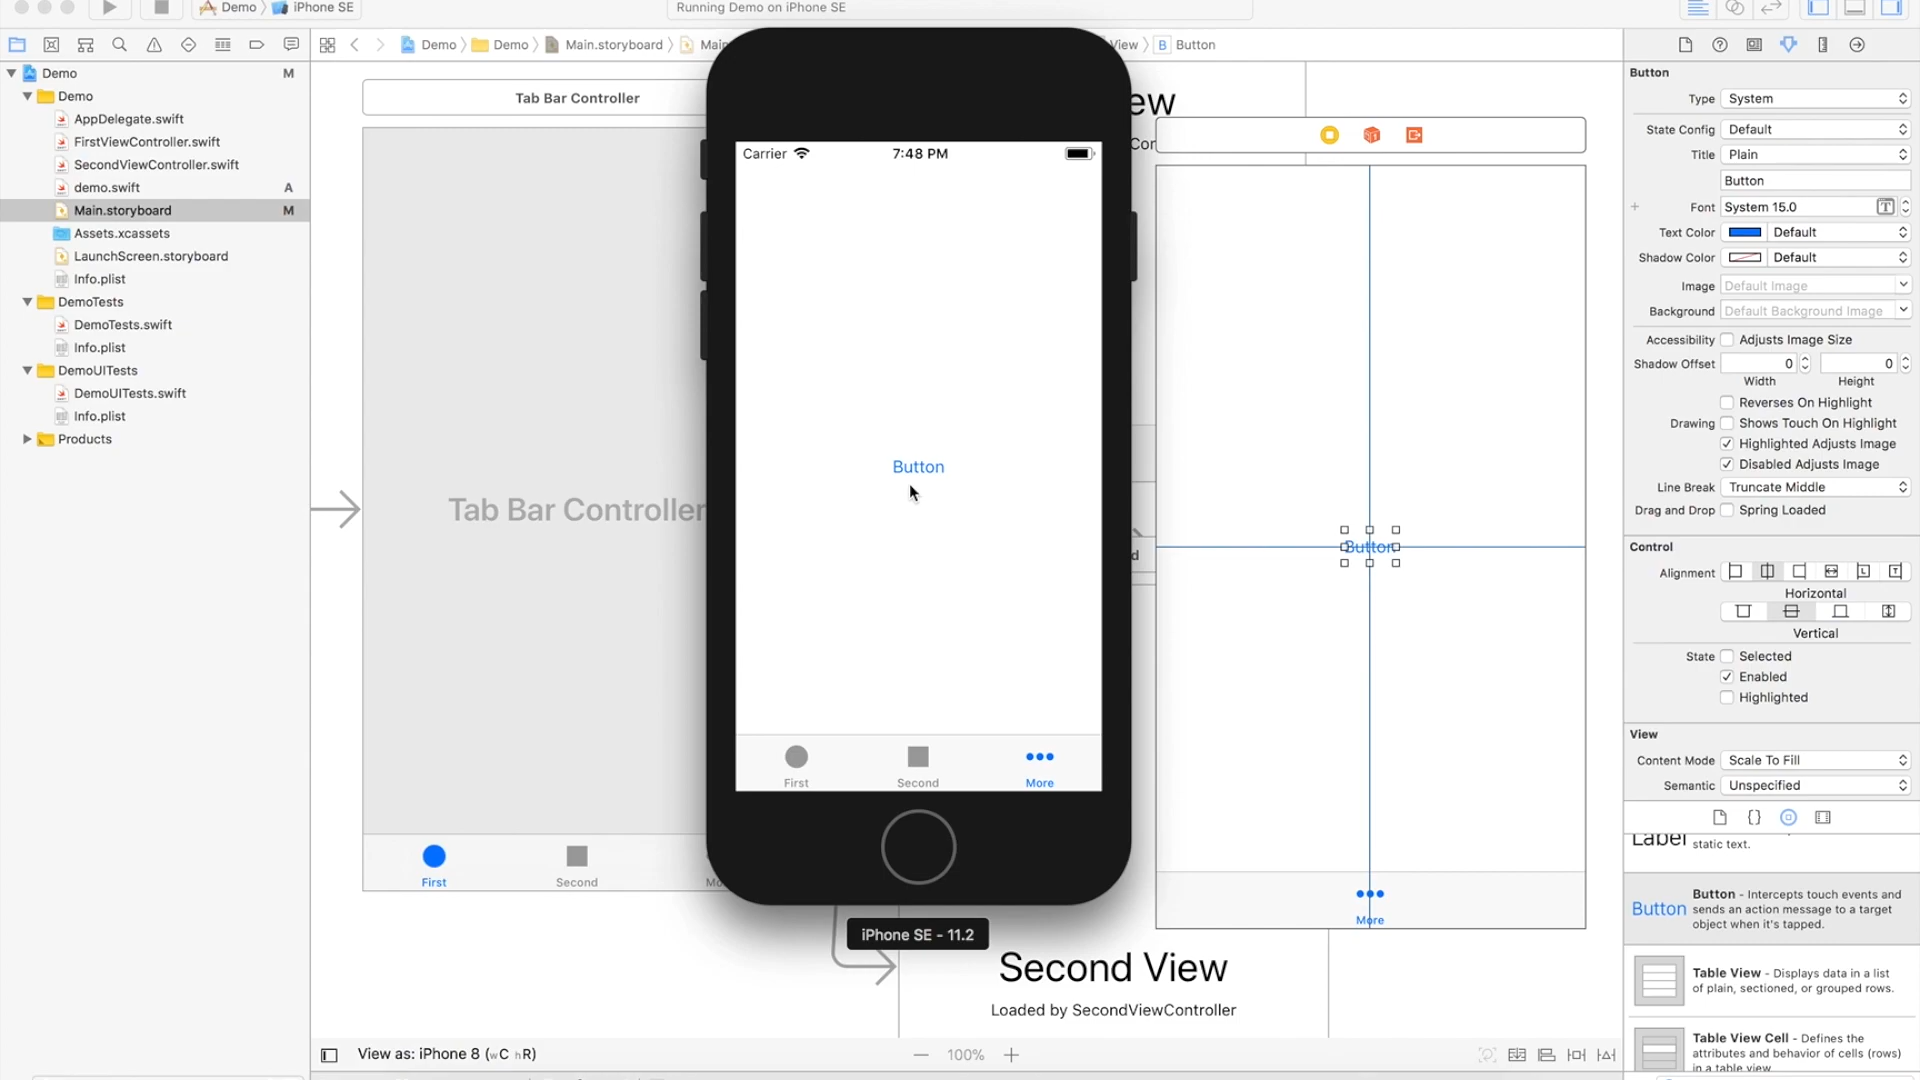 Demo
iPhone SE
Running Demo on iPhone SE
Demo
Demo
Main.storyboard
Main
View
B Button
Demo M
Demo
AppDelegate.swift
FirstViewController.swift
SecondViewController.swift
demo.swift A
Main.storyboard M
Assets.xcassets
LaunchScreen.storyboard
Info.plist
DemoTests
DemoTests.swift
Info.plist
DemoUITests
DemoUITests.swift
Info.plist
Products
Tab Bar Controller
Tab Bar Controller
First
Second
Carrier
7:48 PM
Button
First
Second
More
iPhone SE - 11.2
Button
More
Second View
Loaded by SecondViewController
View as: iPhone 8 (wC hR)
100%
Button
Type System
State Config Default
Title Plain
Button
Font System 15.0
Text Color Default
Shadow Color Default
Image Default Image
Background Default Background Image
Accessibility Adjusts Image Size
Shadow Offset 0 0
Width Height
Reverses On Highlight
Drawing Shows Touch On Highlight
Highlighted Adjusts Image
Disabled Adjusts Image
Line Break Truncate Middle
Drag and Drop Spring Loaded
Control
Alignment
Horizontal
Vertical
State Selected
Enabled
Highlighted
View
Content Mode Scale To Fill
Semantic Unspecified
Label
static text.
Button
Button - Intercepts touch events and
sends an action message to a target
object when it's tapped.
Table View - Displays data in a list
of plain, sectioned, or grouped rows.
Table View Cell - Defines the
attributes and behavior of cells (rows)
in a table view